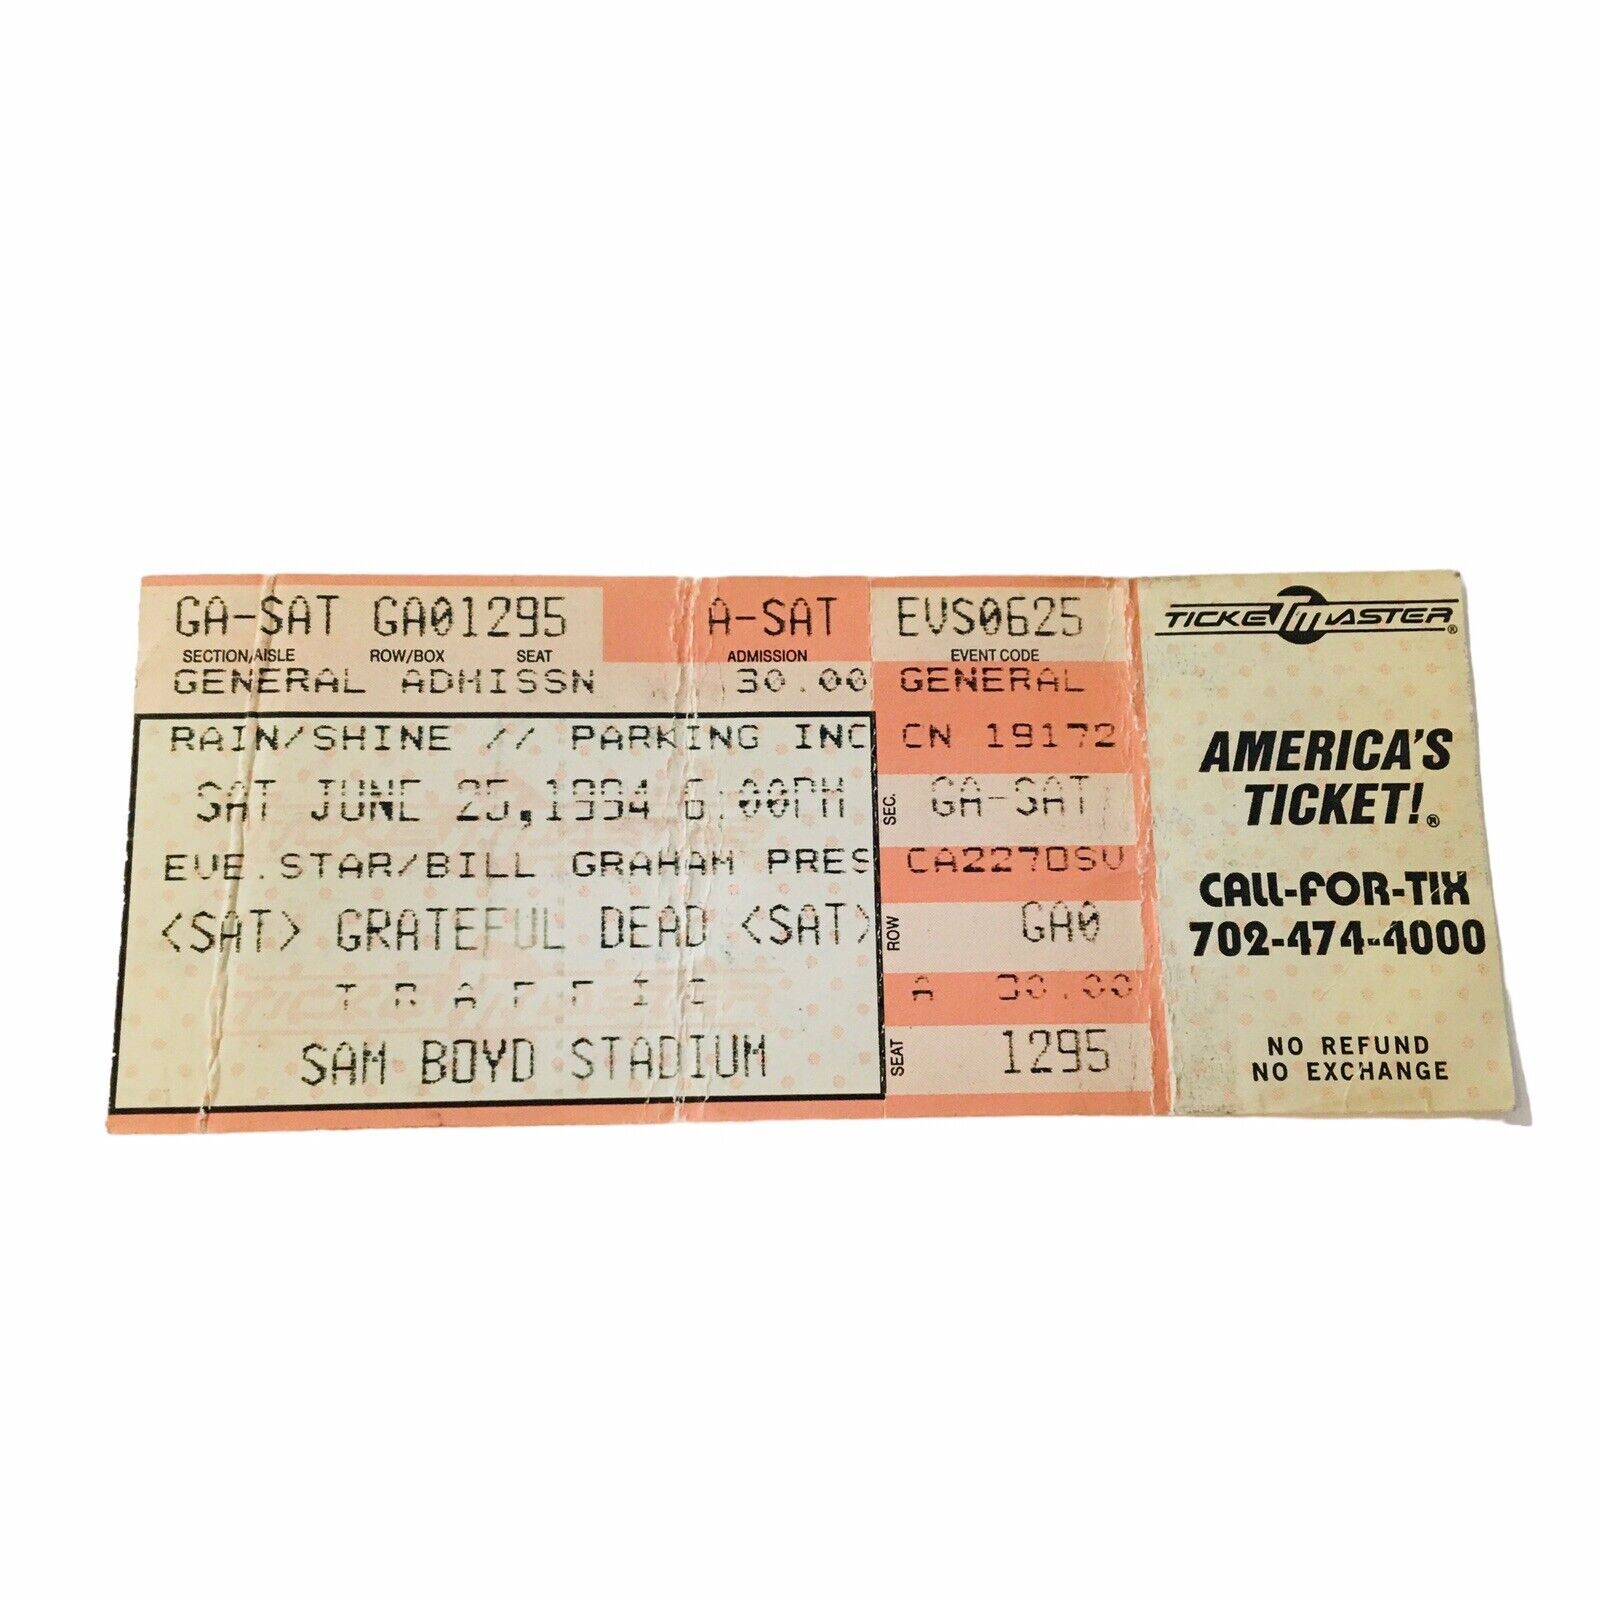 GA-SAT GA01295 A-SAT EVS0625
SECTION/AISLE ROW/BOX SEAT ADMISSION EVENT CODE
GENERAL ADMISSN 30.00 GENERAL
RAIN/SHINE // PARKING INC CN 19172
SAT JUNE 25,1994 6:00PM SEC. GA-SAT
EVE.STAR/BILL GRAHAM PRES CA227OSV
<SAT> GRATEFUL DEAD <SAT> ROW GA0
T R A F F I C A 30.00
SAM BOYD STADIUM SEAT 1295
TICKETMASTER®
AMERICA'S
TICKET!®
CALL-FOR-TIX
702-474-4000
NO REFUND
NO EXCHANGE